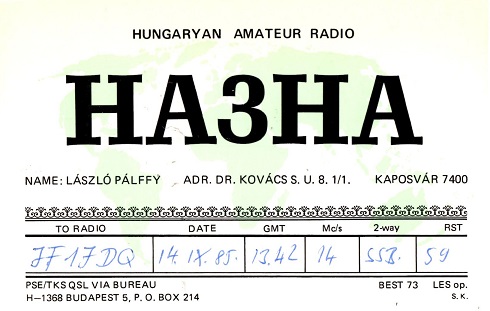 HUNGARYAN AMATEUR RADIO
HA3HA
NAME: LÁSZLÓ PÁLFFY ADR. DR. KOVÁCS S. U. 8. 1/1. KAPOSVÁR 7400
TO RADIO DATE GMT Mc/s 2-way RST
JF1JDQ 14. IX. 85. 13.42 14 SSB. 59
PSE/TKS QSL VIA BUREAU BEST 73 LES op.
H-1368 BUDAPEST 5, P. O. BOX 214 S. K.